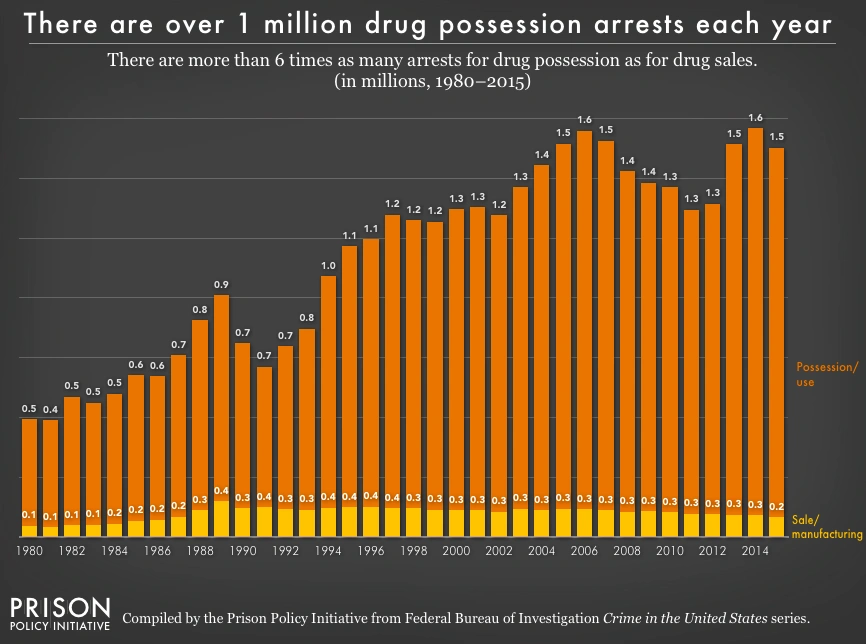 There are over 1 million drug possession arrests each year
There are more than 6 times as many arrests for drug possession as for drug sales.
(in millions, 1980–2015)
0.5 0.4 0.5 0.5 0.5 0.6 0.6 0.7 0.8 0.9 0.7 0.7 0.7 0.8 1.0 1.1 1.1 1.2 1.2 1.2 1.3 1.3 1.2 1.3 1.4 1.5 1.6 1.5 1.4 1.4 1.3 1.3 1.3 1.5 1.6 1.5
Possession/
use
0.1 0.1 0.1 0.1 0.2 0.2 0.2 0.2 0.3 0.4 0.3 0.4 0.3 0.3 0.4 0.4 0.4 0.4 0.3 0.3 0.3 0.3 0.3 0.3 0.3 0.3 0.3 0.3 0.3 0.3 0.3 0.3 0.3 0.3 0.3 0.2
Sale/
manufacturing
1980 1982 1984 1986 1988 1990 1992 1994 1996 1998 2000 2002 2004 2006 2008 2010 2012 2014
PRISON
POLICY INITIATIVE
Compiled by the Prison Policy Initiative from Federal Bureau of Investigation Crime in the United States series.